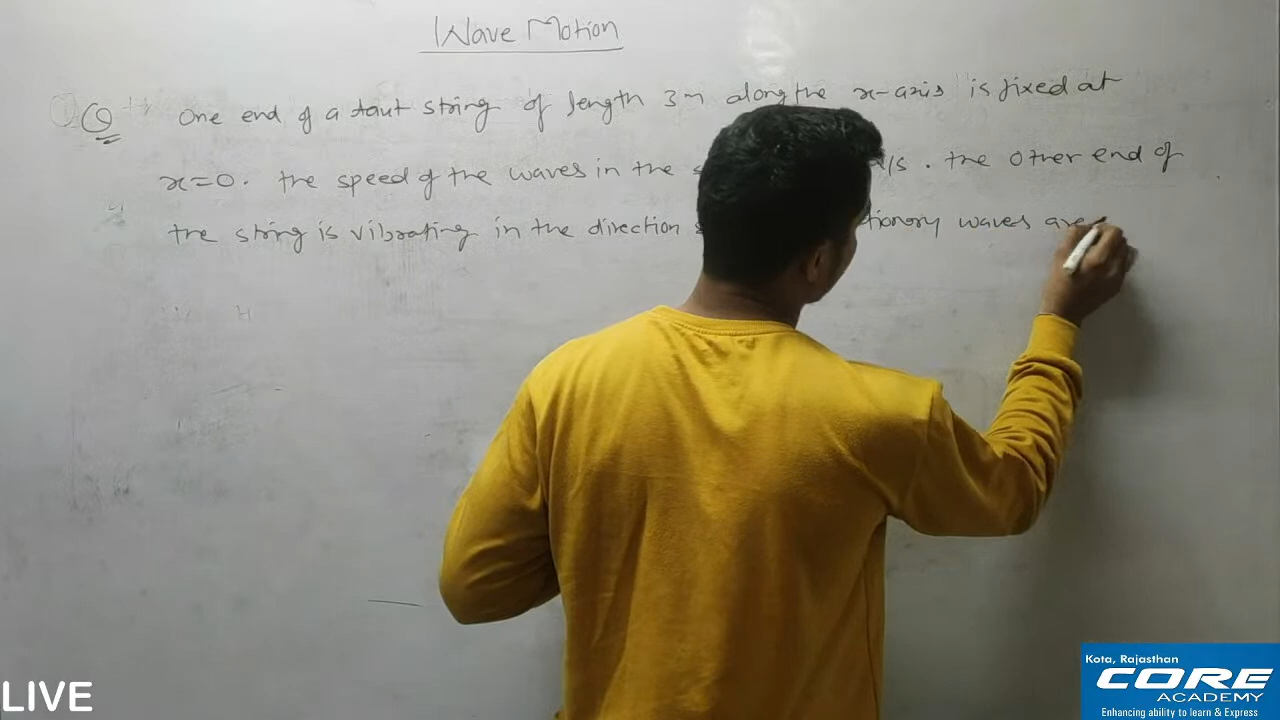 Wave Motion
Q One end of a taut string of length 3m along the x-axis is fixed at
x=0. the speed of the waves in the s /s. the other end of
the string is vibrating in the direction s tionary waves are
LIVE
Kota, Rajasthan
CORE
ACADEMY
Enhancing ability to learn & Express